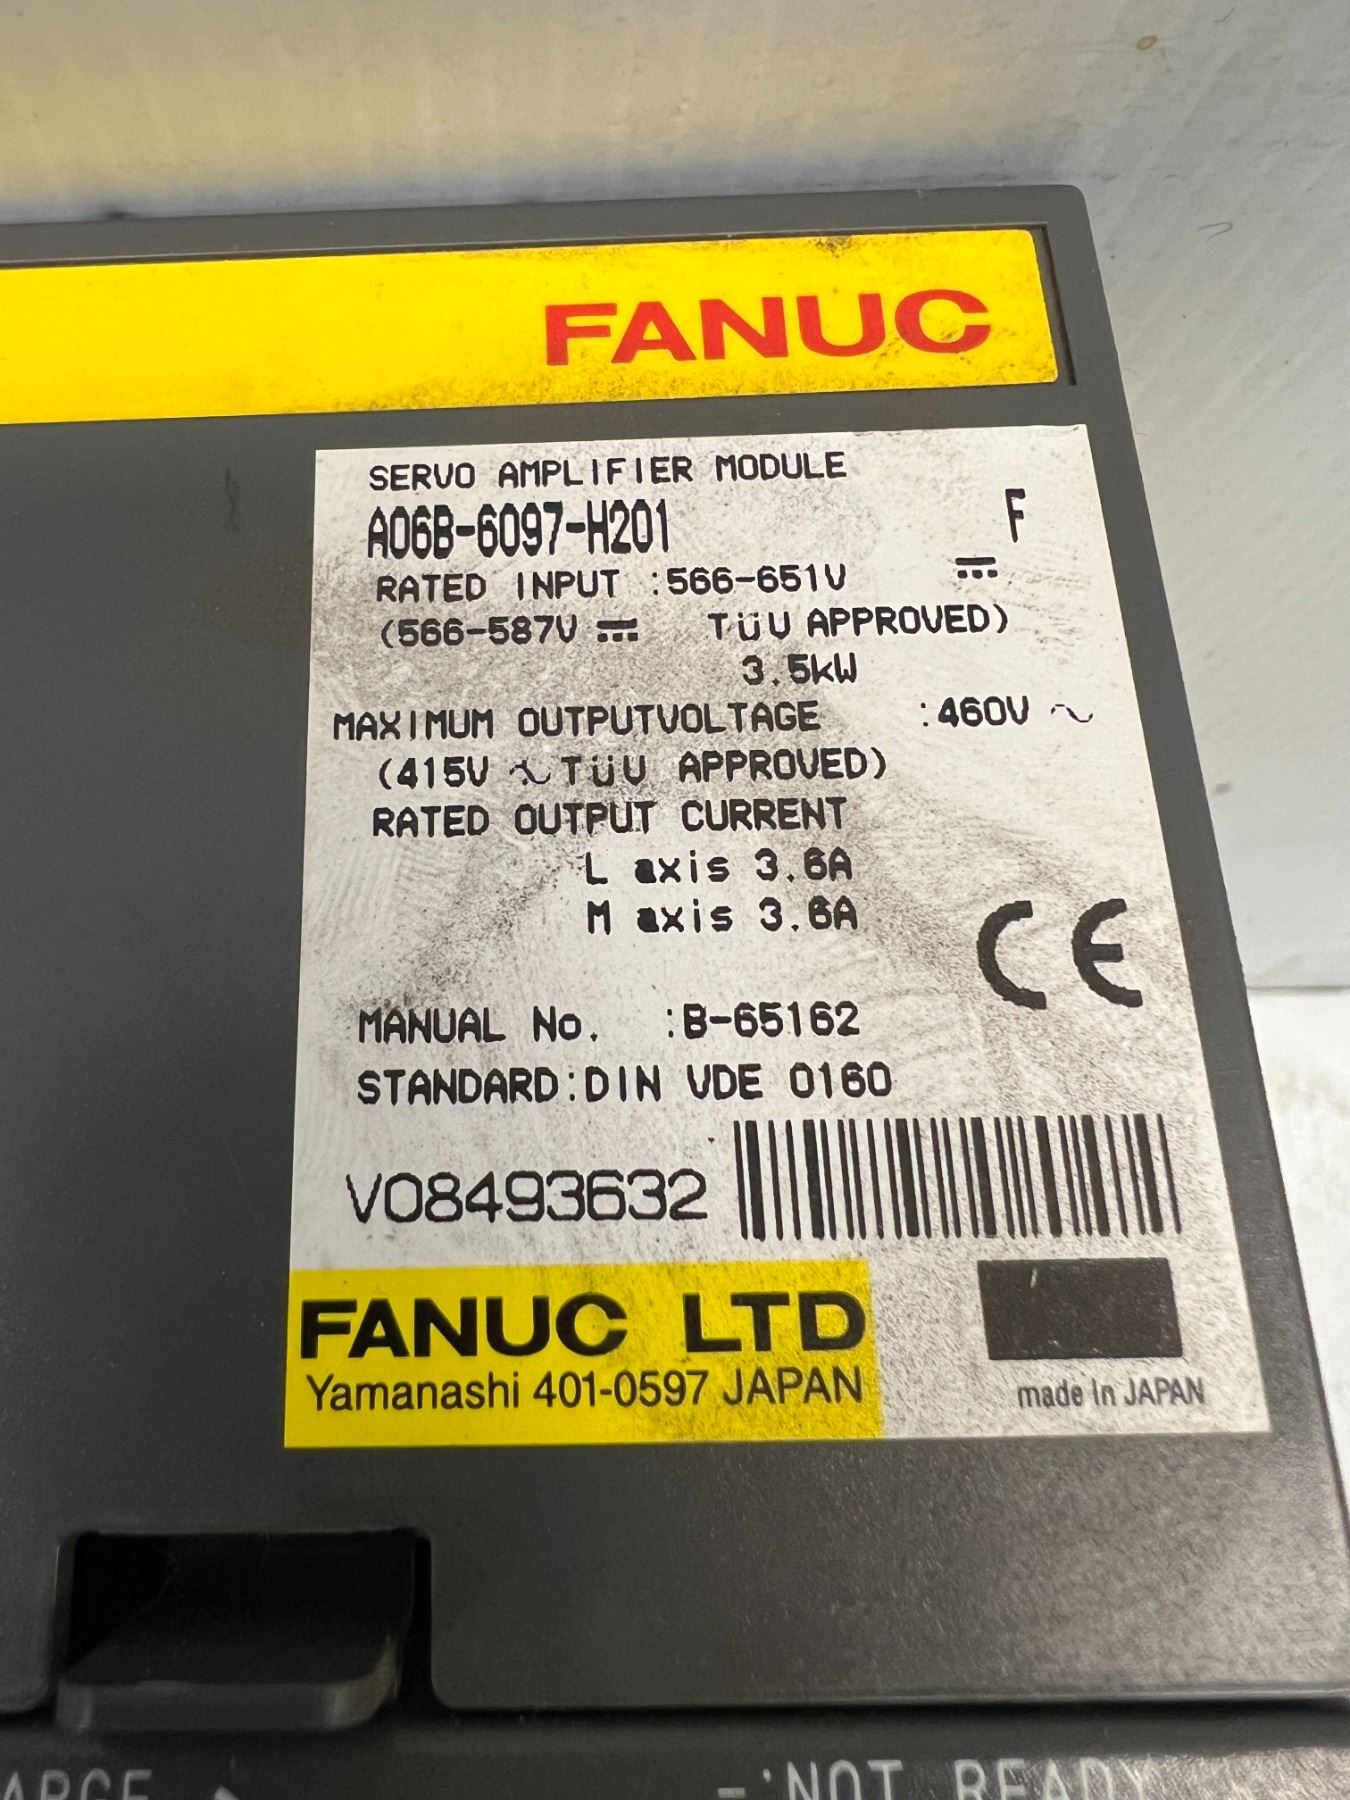 FANUC
SERVO AMPLIFIER MODULE
A06B-6097-H201 F
RATED INPUT :566-651V ⎓
(566-587V ⎓ TÜV APPROVED)
3.5kW
MAXIMUM OUTPUTVOLTAGE :460V ~
(415V ~ TÜV APPROVED)
RATED OUTPUT CURRENT
L axis 3.6A
M axis 3.6A
CE
MANUAL No. :B-65162
STANDARD:DIN VDE 0160
V08493632
FANUC LTD
Yamanashi 401-0597 JAPAN
made in JAPAN
-:NOT READY